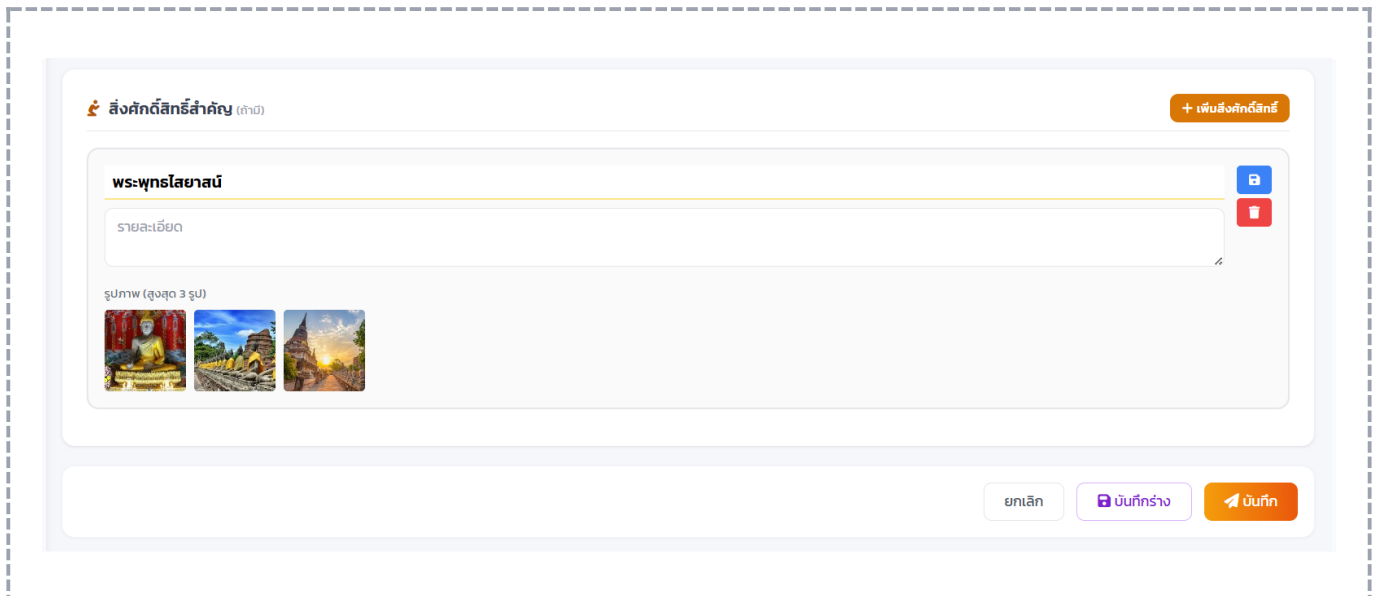 สิ่งศักดิ์สิทธิ์สำคัญ (ถ้ามี)
+ เพิ่มสิ่งศักดิ์สิทธิ์
พระพุทธไสยาสน์
รายละเอียด
รูปภาพ (สูงสุด 3 รูป)
ยกเลิก
บันทึกร่าง
บันทึก